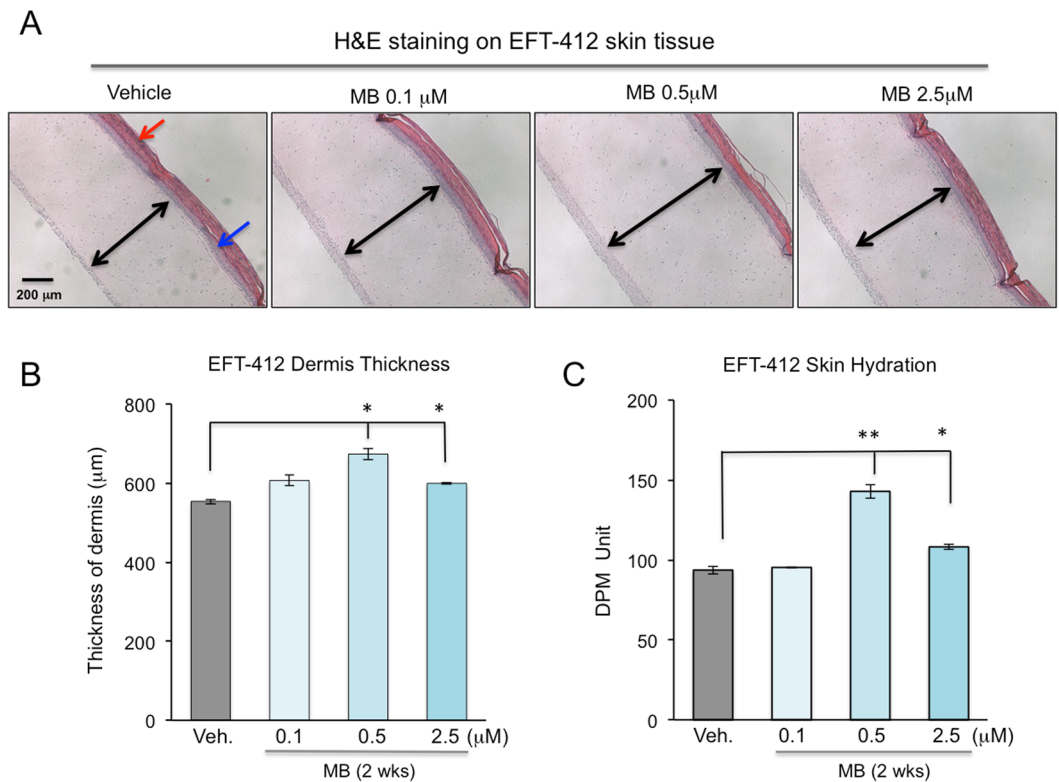 A
H&E staining on EFT-412 skin tissue
Vehicle
MB 0.1 μM
MB 0.5μM
MB 2.5μM
200 μm
B
EFT-412 Dermis Thickness
Thickness of dermis (μm)
800
600
400
200
0
*
*
Veh.
0.1
0.5
2.5 (μM)
MB (2 wks)
C
EFT-412 Skin Hydration
DPM Unit
200
150
100
50
0
**
*
Veh.
0.1
0.5
2.5 (μM)
MB (2 wks)